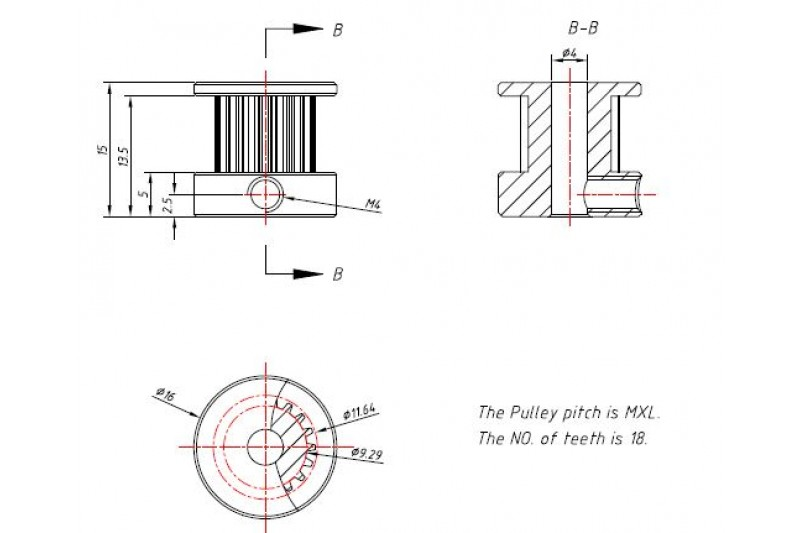 B
B-B
ø4
15
13.5
5
2.5
M4
B
ø16
ø11.64
ø9.29
The Pulley pitch is MXL.
The NO. of teeth is 18.